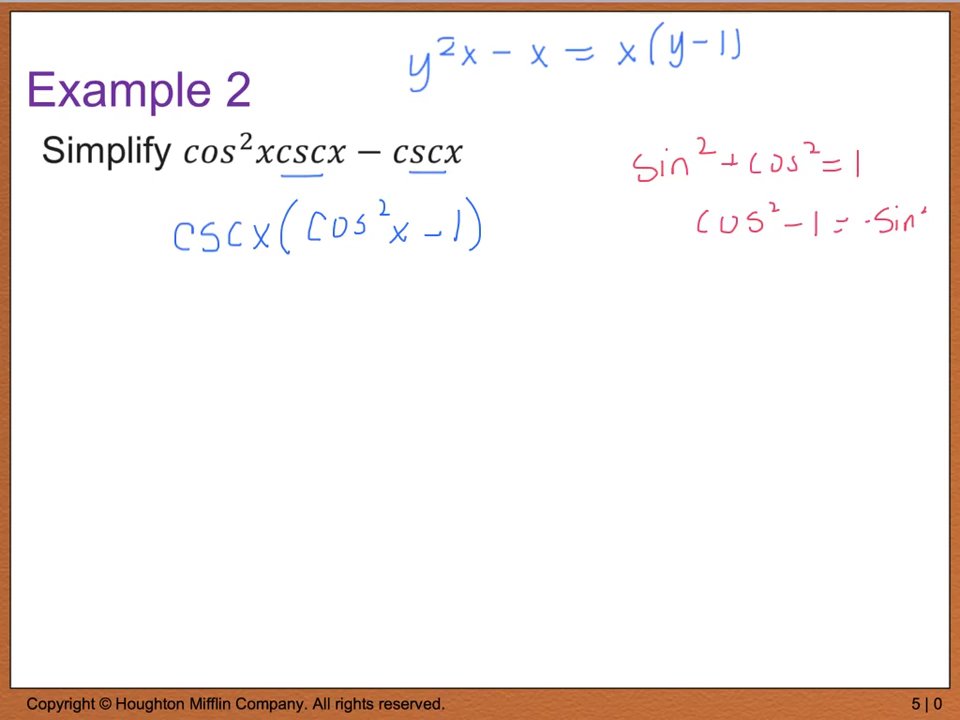 y²x - x = x(y-1)
Example 2
Simplify cos²xcscx − cscx
sin² + cos² = 1
cscx(cos²x - 1)
cos² - 1 = -sin²
Copyright © Houghton Mifflin Company. All rights reserved.
5 | 0